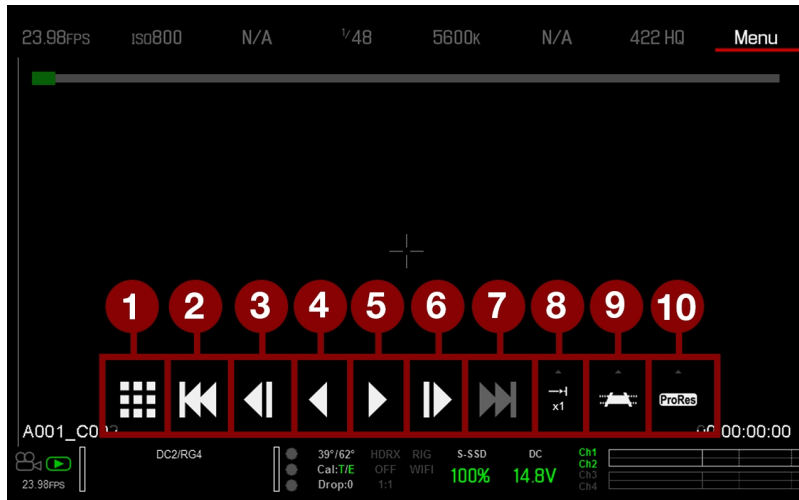 23.98FPS ISO800 N/A 1/48 5600K N/A 422 HQ Menu
1 2 3 4 5 6 7 8 9 10
x1 ProRes
A001_C00 00:00:00
DC2/RG4 39°/62° HDRX RIG S-SSD DC Ch1
Cal:T/E OFF WIFI 100% 14.8V Ch2
23.98FPS Drop:0 1:1 Ch3
Ch4